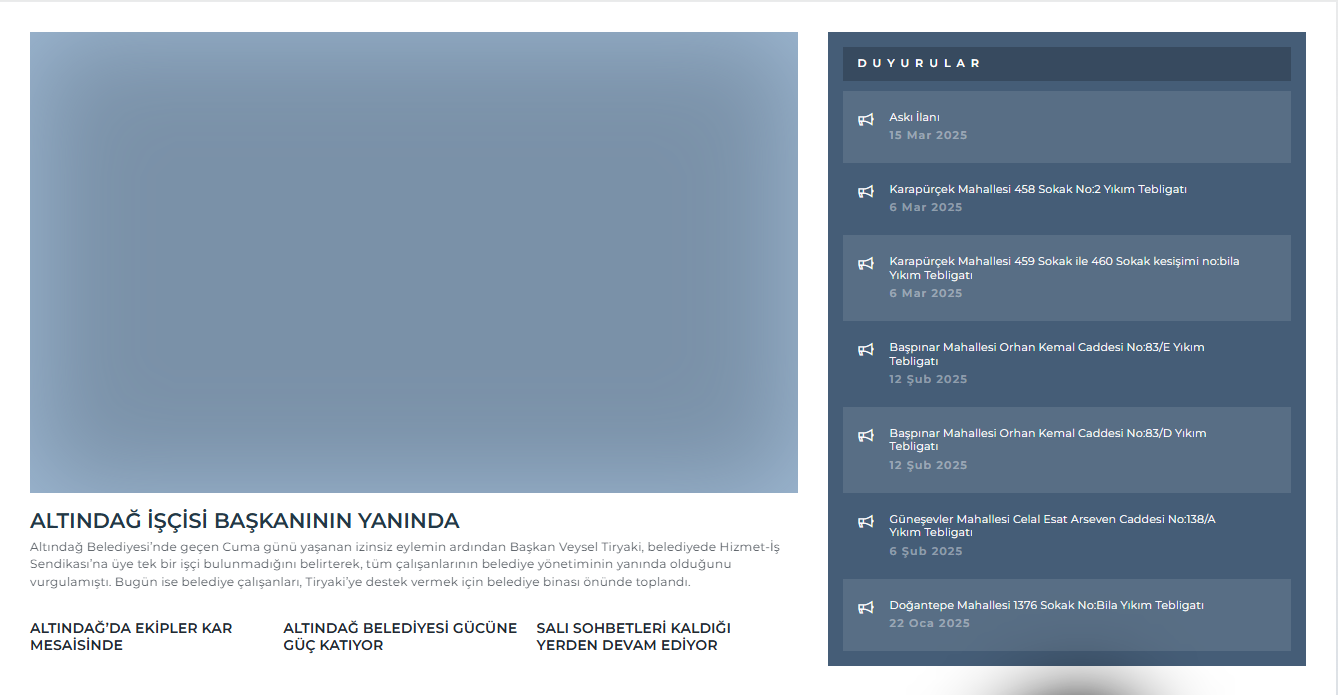 ALTINDAĞ İŞÇİSİ BAŞKANININ YANINDA
Altındağ Belediyesi’nde geçen Cuma günü yaşanan izinsiz eylemin ardından Başkan Veysel Tiryaki, belediyede Hizmet-İş
Sendikası’na üye tek bir işçi bulunmadığını belirterek, tüm çalışanlarının belediye yönetiminin yanında olduğunu
vurgulamıştı. Bugün ise belediye çalışanları, Tiryaki’ye destek vermek için belediye binası önünde toplandı.
ALTINDAĞ’DA EKİPLER KAR
MESAİSİNDE
ALTINDAĞ BELEDİYESİ GÜCÜNE
GÜÇ KATIYOR
SALI SOHBETLERİ KALDIĞI
YERDEN DEVAM EDİYOR
DUYURULAR
Askı İlanı
15 Mar 2025
Karapürçek Mahallesi 458 Sokak No:2 Yıkım Tebligatı
6 Mar 2025
Karapürçek Mahallesi 459 Sokak ile 460 Sokak kesişimi no:bila
Yıkım Tebligatı
6 Mar 2025
Başpınar Mahallesi Orhan Kemal Caddesi No:83/E Yıkım
Tebligatı
12 Şub 2025
Başpınar Mahallesi Orhan Kemal Caddesi No:83/D Yıkım
Tebligatı
12 Şub 2025
Güneşevler Mahallesi Celal Esat Arseven Caddesi No:138/A
Yıkım Tebligatı
6 Şub 2025
Doğantepe Mahallesi 1376 Sokak No:Bila Yıkım Tebligatı
22 Oca 2025